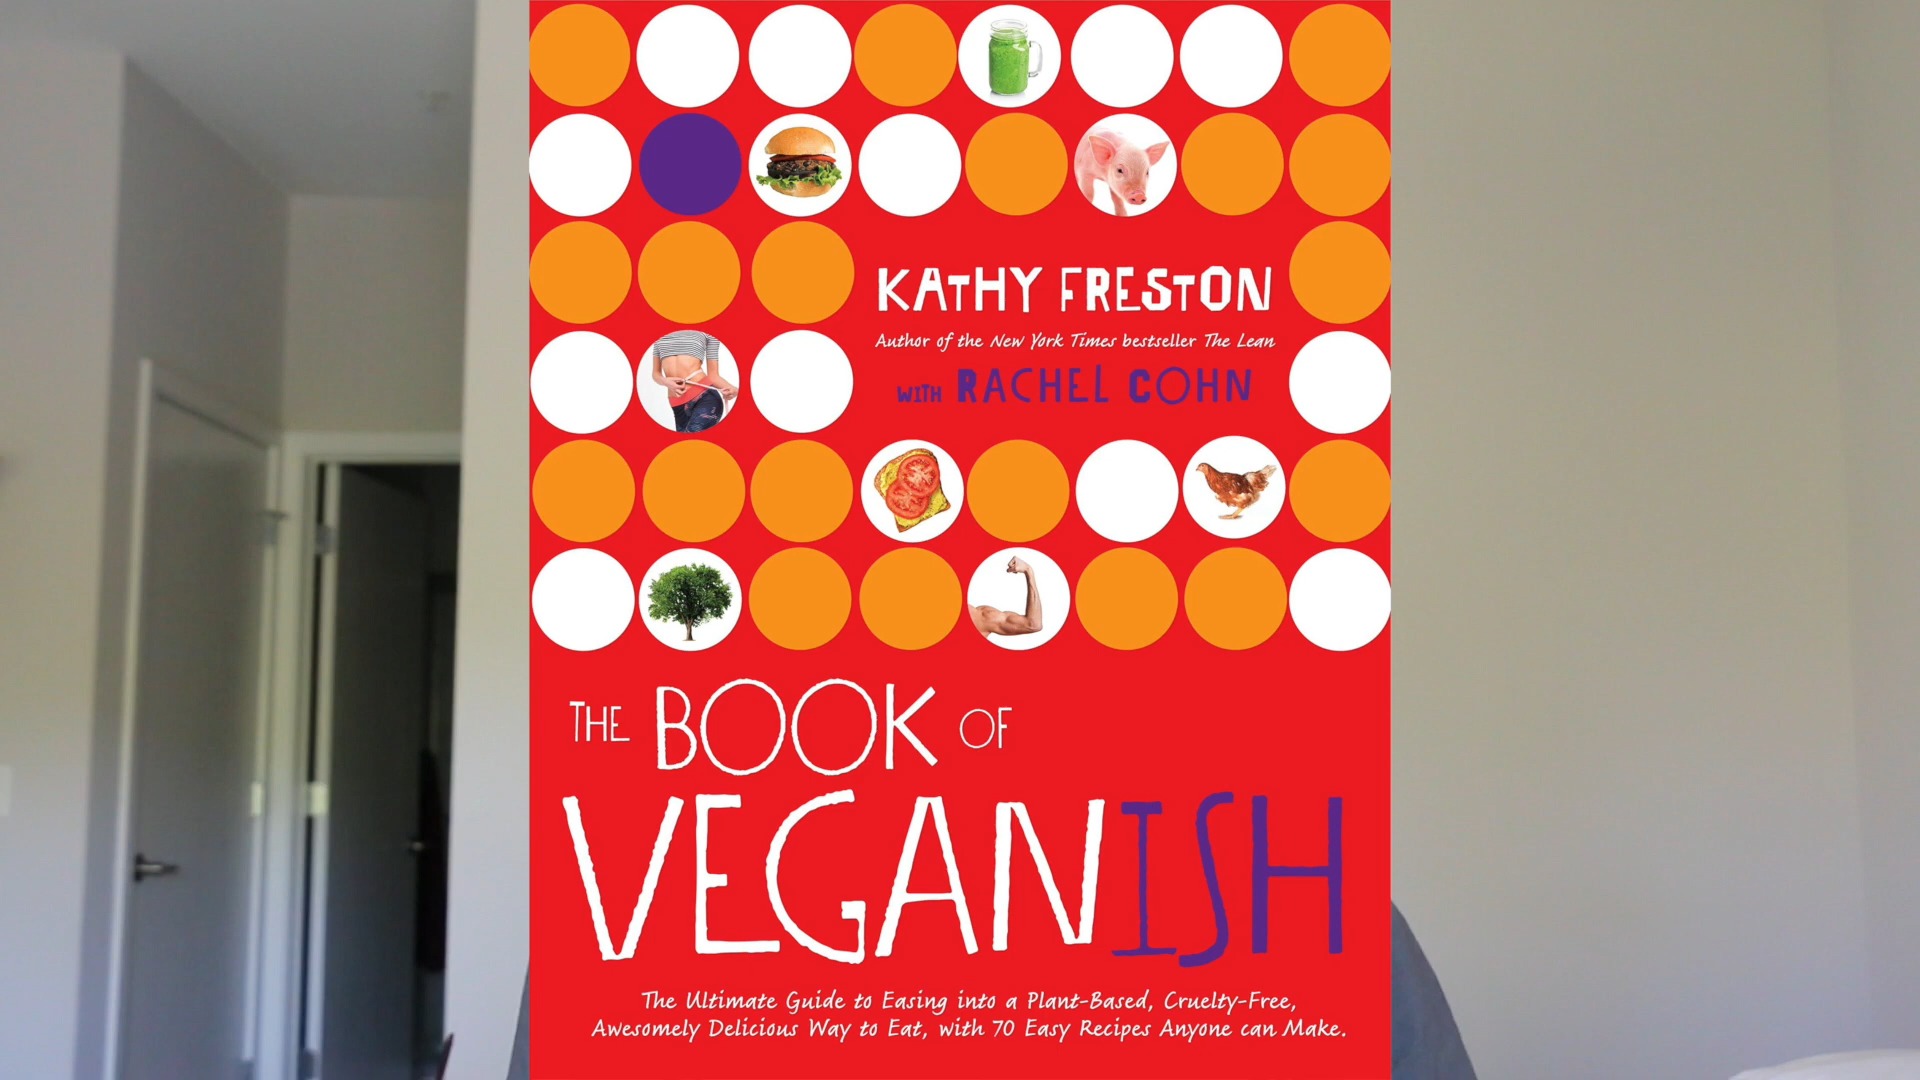 KATHY FRESTON
Author of the New York Times bestseller The Lean
WITH RACHEL COHN
THE BOOK OF
VEGANISH
The Ultimate Guide to Easing into a Plant-Based, Cruelty-Free,
Awesomely Delicious Way to Eat, with 70 Easy Recipes Anyone can Make.